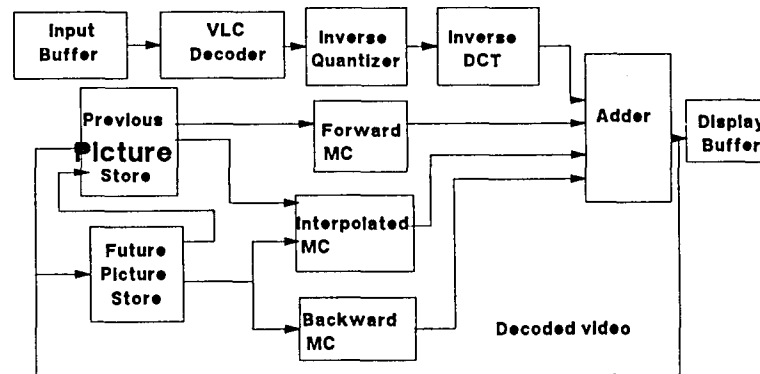 Input
Buffer
VLC
Decoder
Inverse
Quantizer
Inverse
DCT
Previous
Picture
Store
Forward
MC
Adder
Display
Buffer
Interpolated
MC
Future
Picture
Store
Backward
MC
Decoded video